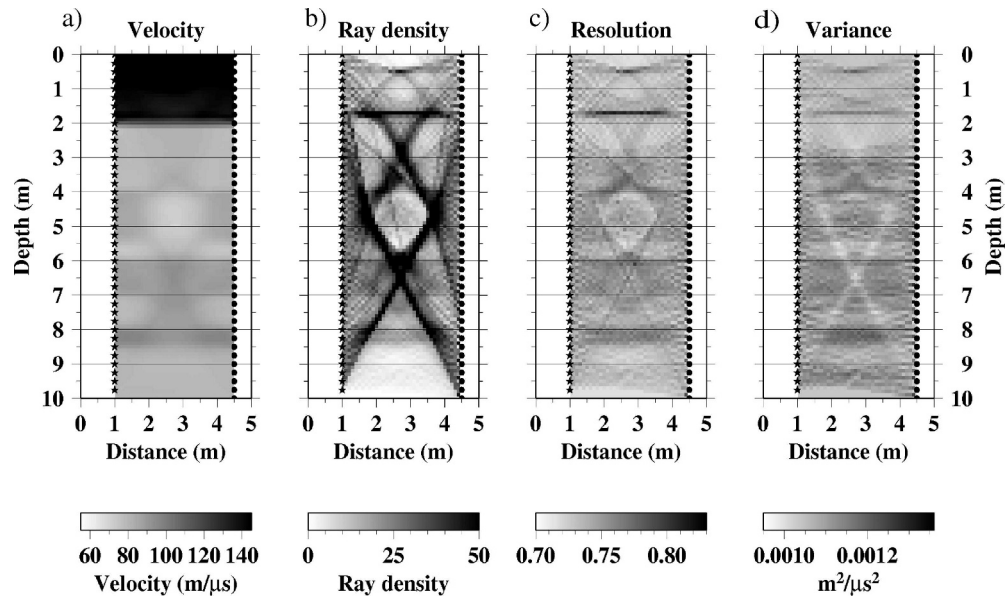 a) Velocity b) Ray density c) Resolution d) Variance
0 0
1 1
2 2
3 3
4 4
5 5
6 6
7 7
8 8
9 9
10 10
Depth (m) Depth (m)
0 1 2 3 4 5 0 1 2 3 4 5 0 1 2 3 4 5 0 1 2 3 4 5
Distance (m) Distance (m) Distance (m) Distance (m)
60 80 100 120 140 0 25 50 0.70 0.75 0.80 0.0010 0.0012
Velocity (m/µs) Ray density m²/µs²